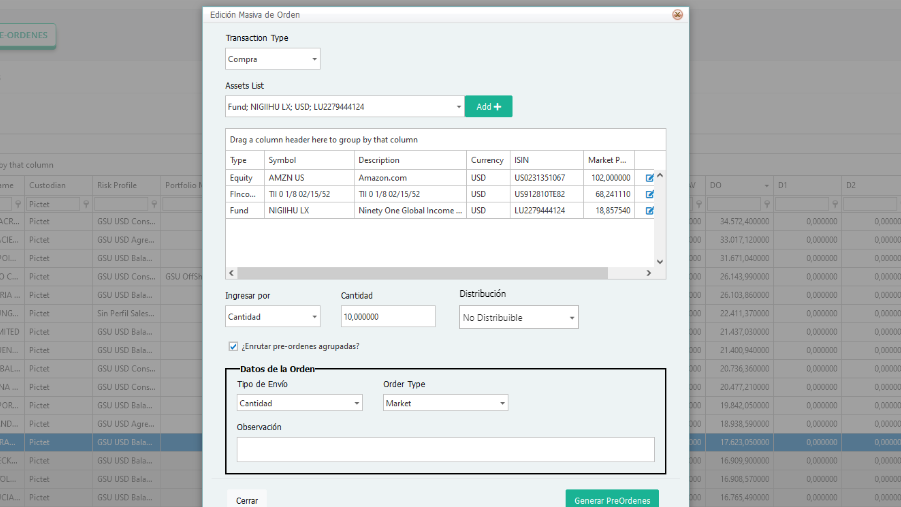 Edición Masiva de Orden
E-ORDENES
Transaction Type
Compra
Assets List
Fund; NIGIIHU LX; USD; LU2279444124
Add +
Drag a column header here to group by that column
Type Symbol Description Currency ISIN Market P...
Equity AMZN US Amazon.com USD US0231351067 102,000000
FInco... TII 0 1/8 02/15/52 TII 0 1/8 02/15/52 USD US912810TE82 68,241110
Fund NIGIIHU LX Ninety One Global Income ... USD LU2279444124 18,857540
Ingresar por Cantidad Distribución
Cantidad 10,000000 No Distribuible
¿Enrutar pre-ordenes agrupadas?
Datos de la Orden
Tipo de Envío Order Type
Cantidad Market
Observación
Cerrar Generar PreOrdenes
by that column
ame Custodian Risk Profile Portfolio N AV DO D1 D2
Pictet
ACR... Pictet GSU USD Cons... 34.572,400000 0,000000 0,00000
ACIE... Pictet GSU USD Agre... 33.017,120000 0,000000 0,00000
POI... Pictet GSU USD Bala... 31.671,040000 0,000000 0,00000
O C... Pictet GSU USD Cons... GSU OffSh 26.143,990000 0,000000 0,00000
RIA ... Pictet GSU USD Bala... 26.103,860000 0,000000 0,00000
UNG... Pictet Sin Perfil Sales... 22.411,370000 0,000000 0,00000
IMITED Pictet GSU USD Bala... 21.437,030000 0,000000 0,00000
IEN... Pictet GSU USD Bala... 21.400,940000 0,000000 0,00000
BAL... Pictet GSU USD Cons... 20.736,360000 0,000000 0,00000
NA ... Pictet GSU USD Bala... 20.477,210000 0,000000 0,00000
POR... Pictet GSU USD Bala... 19.842,050000 0,000000 0,00000
AND... Pictet GSU USD Agre... 18.938,590000 0,000000 0,00000
RA... Pictet GSU USD Bala... 17.623,050000 0,000000 0,00000
ECK... Pictet GSU USD Bala... 16.909,900000 0,000000 0,00000
OL... Pictet GSU USD Bala... 16.908,570000 0,000000 0,00000
UCIA... Pictet GSU USD Bala... 16.765,490000 0,000000 0,00000